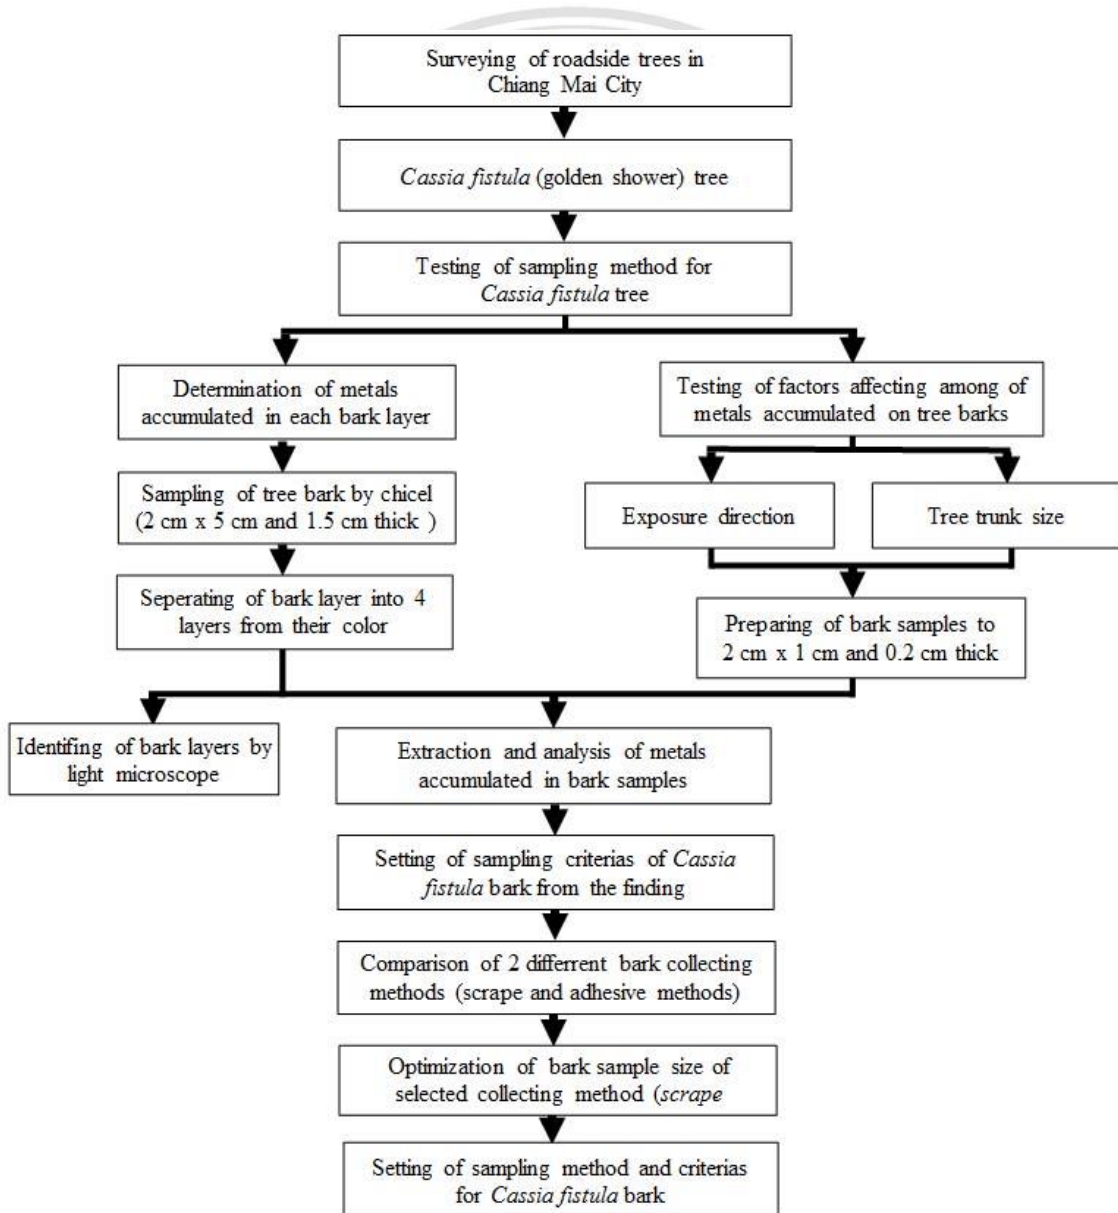 Surveying of roadside trees in
Chiang Mai City
Cassia fistula (golden shower) tree
Testing of sampling method for
Cassia fistula tree
Determination of metals
accumulated in each bark layer
Testing of factors affecting among of
metals accumulated on tree barks
Sampling of tree bark by chicel
(2 cm x 5 cm and 1.5 cm thick )
Exposure direction
Tree trunk size
Seperating of bark layer into 4
layers from their color
Preparing of bark samples to
2 cm x 1 cm and 0.2 cm thick
Identifing of bark layers by
light microscope
Extraction and analysis of metals
accumulated in bark samples
Setting of sampling criterias of Cassia
fistula bark from the finding
Comparison of 2 differrent bark collecting
methods (scrape and adhesive methods)
Optimization of bark sample size of
selected collecting method (scrape
Setting of sampling method and criterias
for Cassia fistula bark